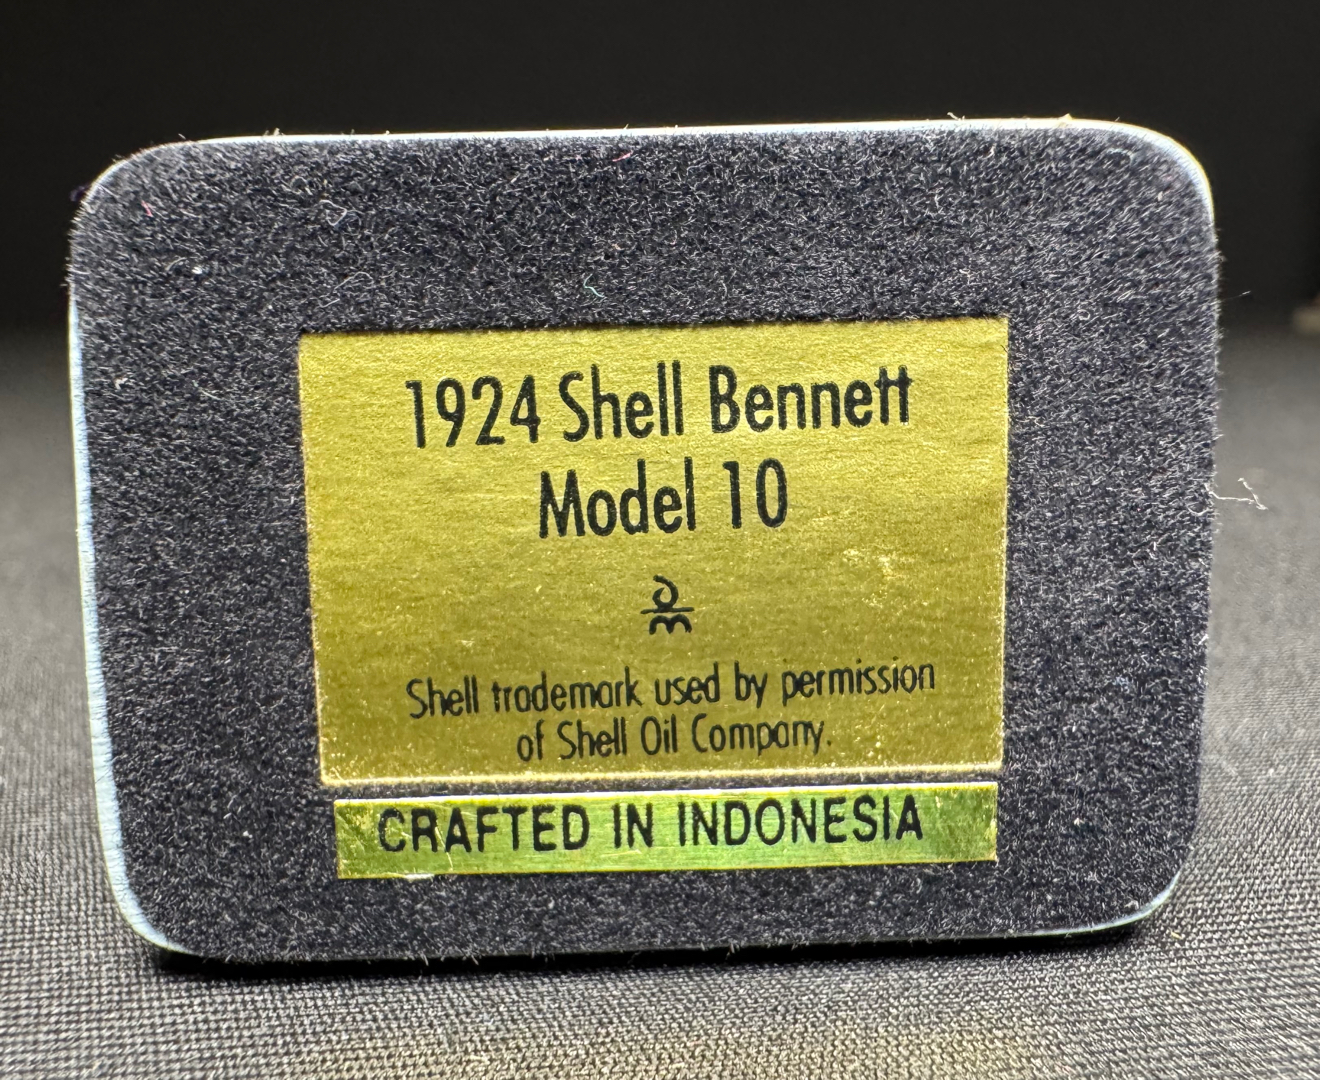 1924 Shell Bennett
Model 10
Shell trademark used by permission
of Shell Oil Company.
CRAFTED IN INDONESIA